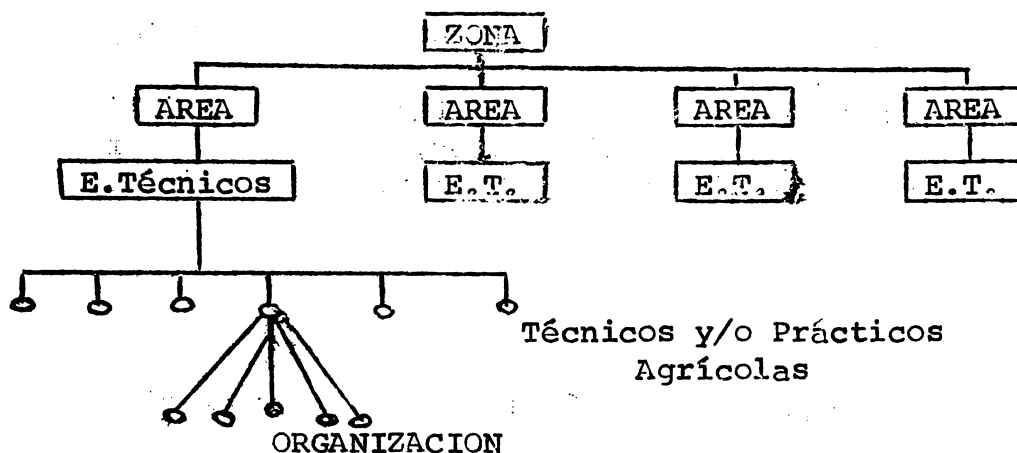 ZONA
AREA AREA AREA AREA
E.Técnicos E.T. E.T. E.T.
Técnicos y/o Prácticos
Agrícolas
ORGANIZACION